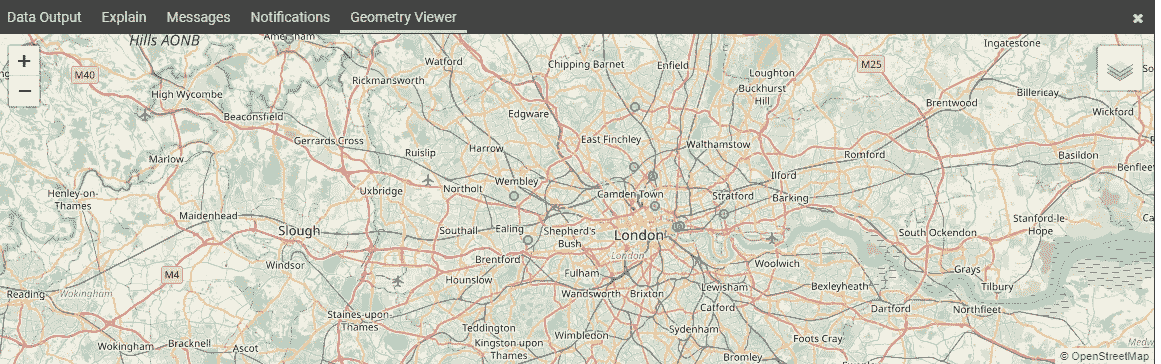 Data Output Explain Messages Notifications Geometry Viewer ×
Hills AONB
Amersham
Watford
Chipping Barnet
Enfield
Ingatestone
+
M40
Rickmansworth
Loughton
M25
High Wycombe
Buckhurst
Hill
Billericay
−
Beaconsfield
Edgware
Brentwood
Wickford
Gerrards Cross
East Finchley
Walthamstow
Marlow
Ruislip
Harrow
Romford
Basildon
Benfleet
Henley-on-
Thames
Uxbridge
Northolt
Wembley
Camden Town
Ilford
Stratford
Barking
Maidenhead
Slough
Southall
Ealing
Shepherd's
Bush
London
London
South Ockendon
Stanford-le
Hope
Windsor
Brentford
Woolwich
Grays
M4
Hounslow
Fulham
Lewisham
Bexleyheath
Tilbury
Reading
Wokingham
Wandsworth
Brixton
Catford
Dartford
Northfleet
Staines-upon-
Thames
Teddington
Wimbledon
Sydenham
Foots Cray
Wokingham
Bracknell
Ascot
Kingston upon
Thames
Bromley
Medw
© OpenStreetMap